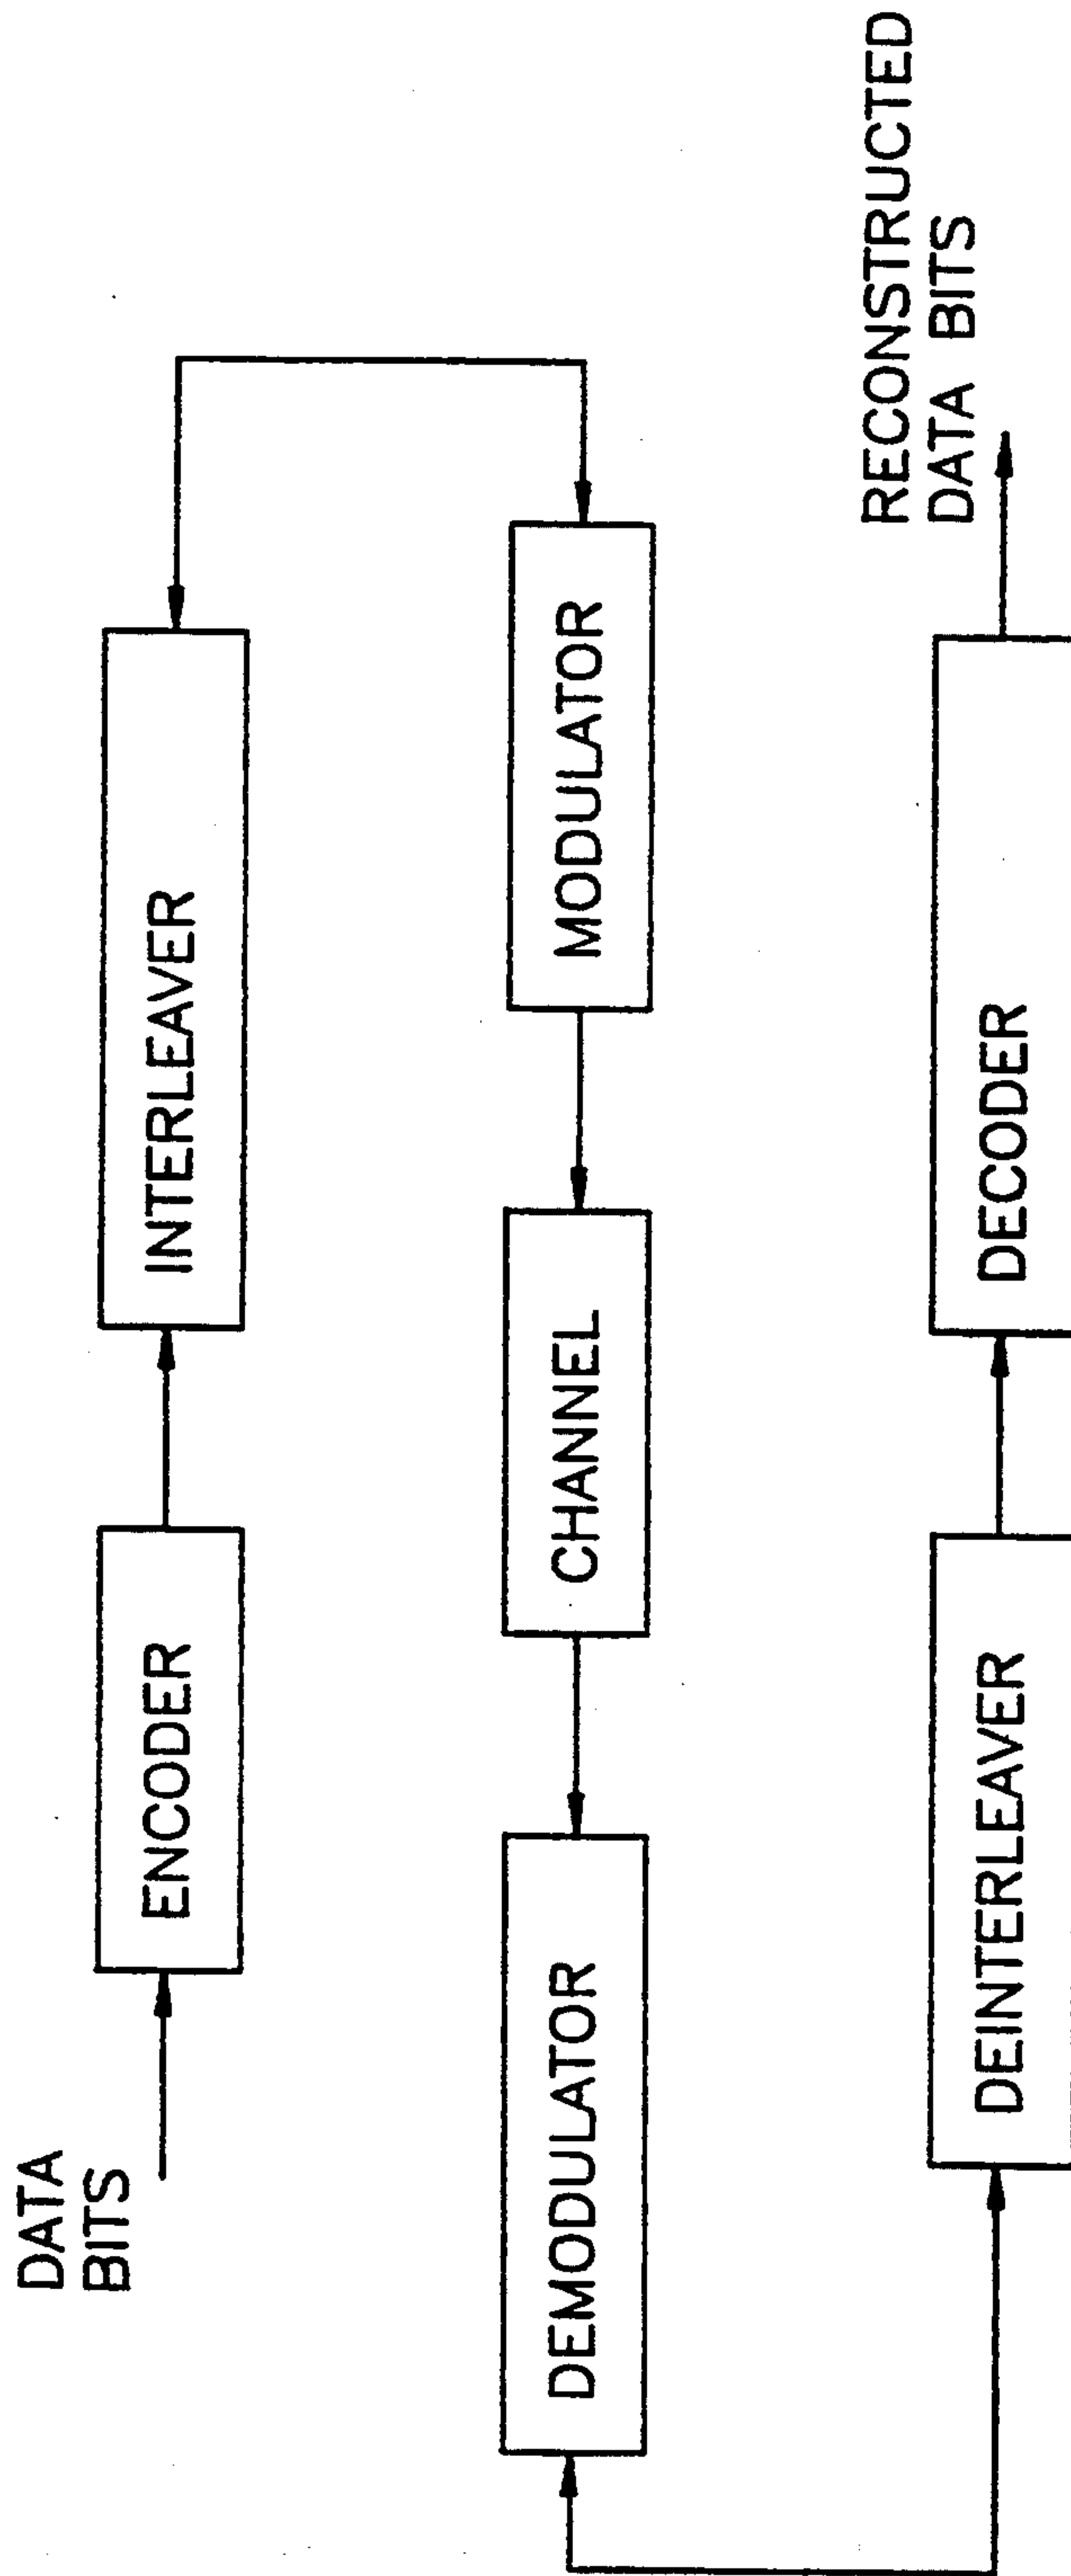 DATA
BITS
ENCODER
INTERLEAVER
MODULATOR
CHANNEL
DEMODULATOR
DEINTERLEAVER
DECODER
RECONSTRUCTED
DATA BITS